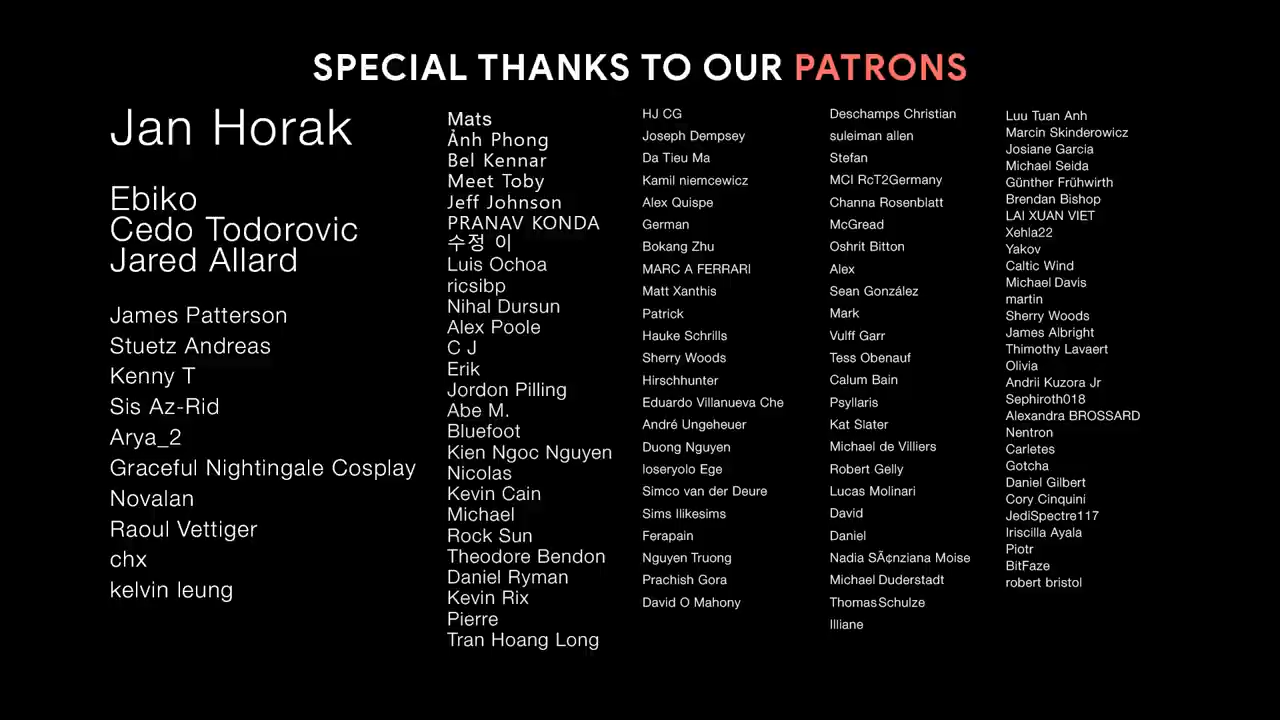 SPECIAL THANKS TO OUR PATRONS
Jan Horak
Ebiko
Cedo Todorovic
Jared Allard
James Patterson
Stuetz Andreas
Kenny T
Sis Az-Rid
Arya_2
Graceful Nightingale Cosplay
Novalan
Raoul Vettiger
chx
kelvin leung
Mats
Ảnh Phong
Bel Kennar
Meet Toby
Jeff Johnson
PRANAV KONDA
수정 이
Luis Ochoa
ricsibp
Nihal Dursun
Alex Poole
C J
Erik
Jordon Pilling
Abe M.
Bluefoot
Kien Ngoc Nguyen
Nicolas
Kevin Cain
Michael
Rock Sun
Theodore Bendon
Daniel Ryman
Kevin Rix
Pierre
Tran Hoang Long
HJ CG
Joseph Dempsey
Da Tieu Ma
Kamil niemcewicz
Alex Quispe
German
Bokang Zhu
MARC A FERRARI
Matt Xanthis
Patrick
Hauke Schrills
Sherry Woods
Hirschhunter
Eduardo Villanueva Che
André Ungeheuer
Duong Nguyen
loseryolo Ege
Simco van der Deure
Sims Ilikesims
Ferapain
Nguyen Truong
Prachish Gora
David O Mahony
Deschamps Christian
suleiman allen
Stefan
MCI RcT2Germany
Channa Rosenblatt
McGread
Oshrit Bitton
Alex
Sean González
Mark
Vulff Garr
Tess Obenauf
Calum Bain
Psyllaris
Kat Slater
Michael de Villiers
Robert Gelly
Lucas Molinari
David
Daniel
Nadia SÃ¢nziana Moise
Michael Duderstadt
Thomas Schulze
Illiane
Luu Tuan Anh
Marcin Skinderowicz
Josiane Garcia
Michael Seida
Günther Frühwirth
Brendan Bishop
LAI XUAN VIET
Xehla22
Yakov
Caltic Wind
Michael Davis
martin
Sherry Woods
James Albright
Thimothy Lavaert
Olivia
Andrii Kuzora Jr
Sephiroth018
Alexandra BROSSARD
Nentron
Carletes
Gotcha
Daniel Gilbert
Cory Cinquini
JediSpectre117
Iriscilla Ayala
Piotr
BitFaze
robert bristol